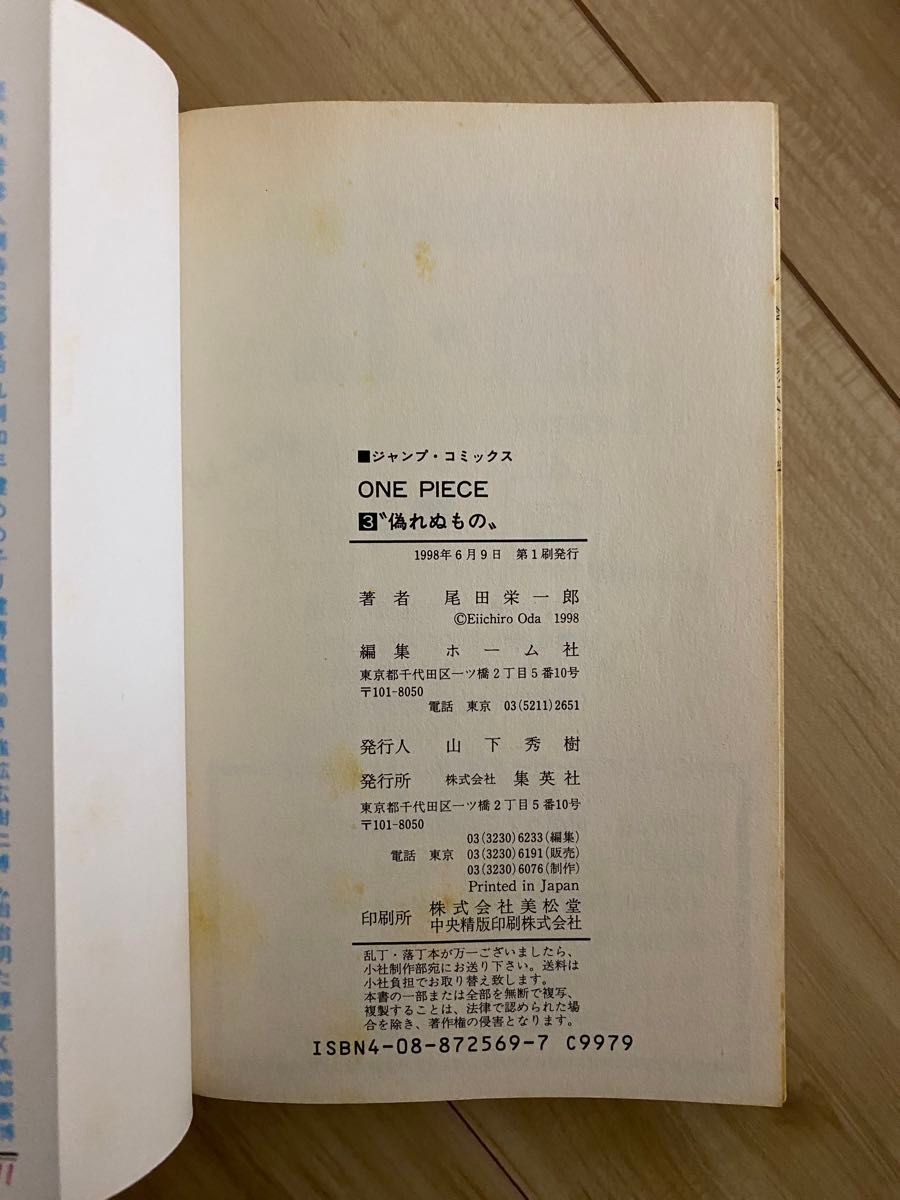 ■ジャンプ・コミックス
ONE PIECE
3 〝偽れぬもの〟
1998年6月9日 第1刷発行
著者 尾田栄一郎
©Eiichiro Oda 1998
編集 ホーム社
東京都千代田区一ツ橋2丁目5番10号
〒101-8050
電話 東京 03(5211)2651
発行人 山下秀樹
発行所 株式会社 集英社
東京都千代田区一ツ橋2丁目5番10号
〒101-8050
03(3230)6233(編集)
電話 東京 03(3230)6191(販売)
03(3230)6076(制作)
Printed in Japan
印刷所 株式会社美松堂
中央精版印刷株式会社
乱丁・落丁本が万一ございましたら、
小社制作部宛にお送り下さい。送料は
小社負担でお取り替え致します。
本書の一部または全部を無断で複写、
複製することは、法律で認められた場
合を除き、著作権の侵害となります。
ISBN4-08-872569-7 C9979